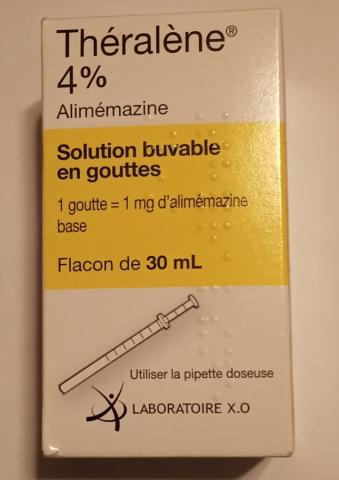 Théralène®
4%
Alimémazine
Solution buvable
en gouttes
1 goutte = 1 mg d'alimémazine
base
Flacon de 30 mL
Utiliser la pipette doseuse
LABORATOIRE X.O